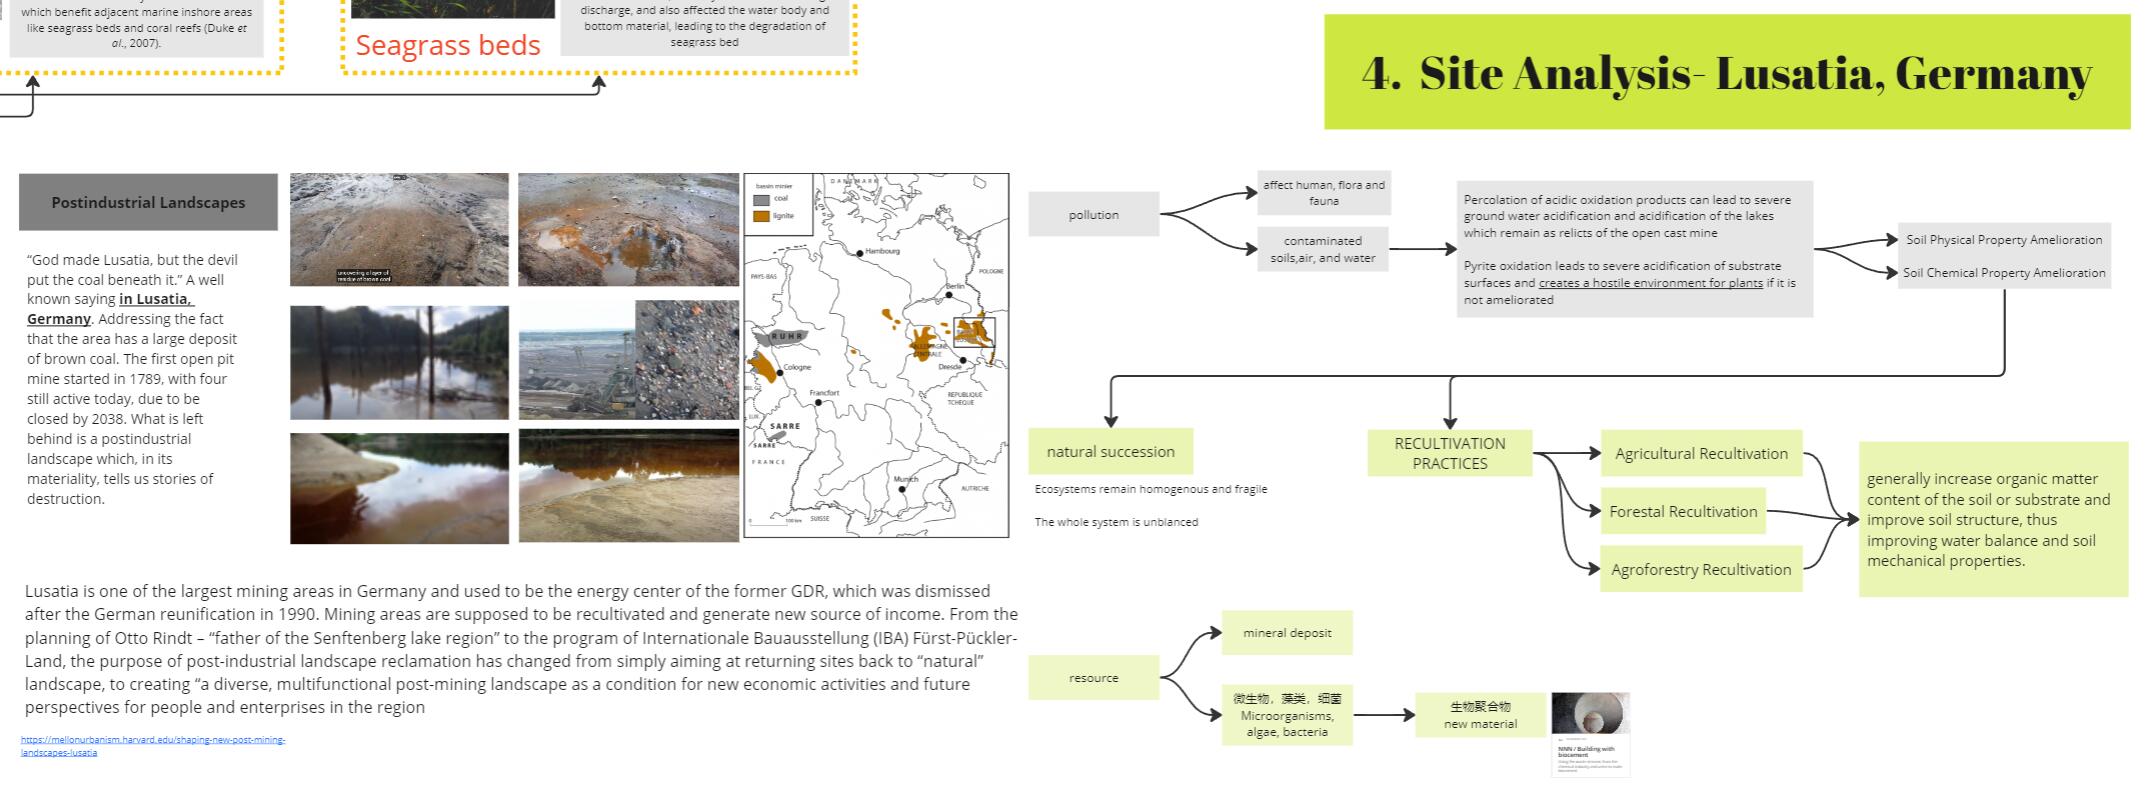 which benefit adjacent marine inshore areas
like seagrass beds and coral reefs (Duke et
al., 2007).
Seagrass beds
discharge, and also affected the water body and
bottom material, leading to the degradation of
seagrass bed
4. Site Analysis- Lusatia, Germany
Postindustrial Landscapes
“God made Lusatia, but the devil
put the coal beneath it.” A well
known saying in Lusatia,
Germany. Addressing the fact
that the area has a large deposit
of brown coal. The first open pit
mine started in 1789, with four
still active today, due to be
closed by 2038. What is left
behind is a postindustrial
landscape which, in its
materiality, tells us stories of
destruction.
uncovering a layer of
residue of brown coal
bassin minier
coal
lignite
DANEMARK
Hambourg
PAYS-BAS
POLOGNE
Berlin
RUHR
Cologne
Dresde
Francfort
REPUBLIQUE
TCHEQUE
LUX.
SARRE
SARRE
FRANCE
Munich
AUTRICHE
SUISSE
0 100 km
Lusatia is one of the largest mining areas in Germany and used to be the energy center of the former GDR, which was dismissed
after the German reunification in 1990. Mining areas are supposed to be recultivated and generate new source of income. From the
planning of Otto Rindt – “father of the Senftenberg lake region” to the program of Internationale Bauausstellung (IBA) Fürst-Pückler-
Land, the purpose of post-industrial landscape reclamation has changed from simply aiming at returning sites back to “natural”
landscape, to creating “a diverse, multifunctional post-mining landscape as a condition for new economic activities and future
perspectives for people and enterprises in the region
https://mellonurbanism.harvard.edu/shaping-new-post-mining-
landscapes-lusatia
pollution
affect human, flora and
fauna
contaminated
soils,air, and water
Percolation of acidic oxidation products can lead to severe
ground water acidification and acidification of the lakes
which remain as relicts of the open cast mine
Pyrite oxidation leads to severe acidification of substrate
surfaces and creates a hostile environment for plants if it is
not ameliorated
Soil Physical Property Amelioration
Soil Chemical Property Amelioration
natural succession
Ecosystems remain homogenous and fragile
The whole system is unblanced
RECULTIVATION
PRACTICES
Agricultural Recultivation
Forestal Recultivation
Agroforestry Recultivation
generally increase organic matter
content of the soil or substrate and
improve soil structure, thus
improving water balance and soil
mechanical properties.
resource
mineral deposit
微生物，藻类，细菌
Microorganisms,
algae, bacteria
生物聚合物
new material
NNN / Building with
biocement